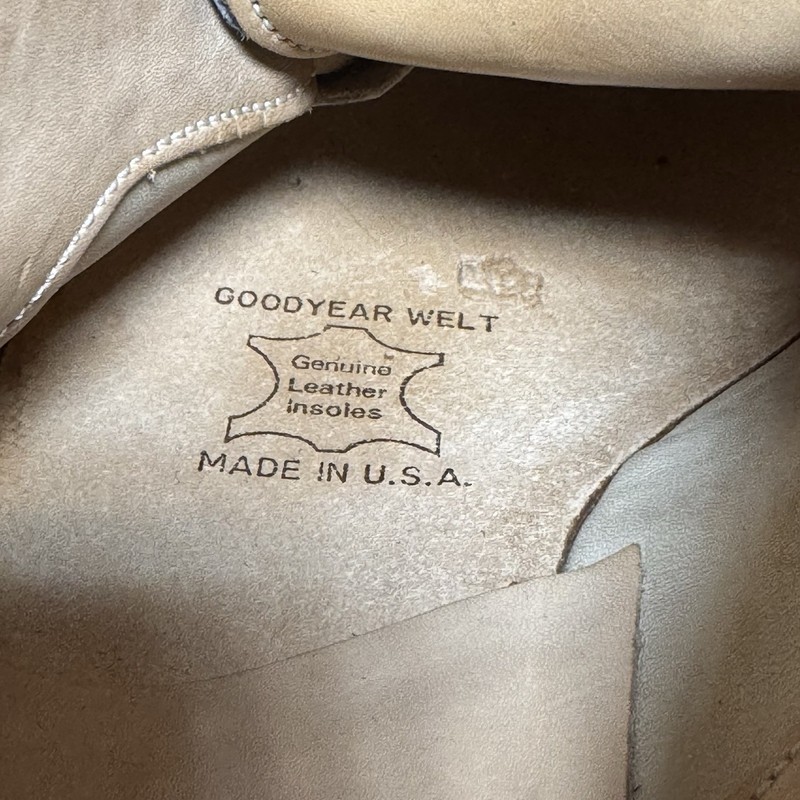 GOODYEAR WELT
Genuine
Leather
insoles
MADE IN U.S.A.